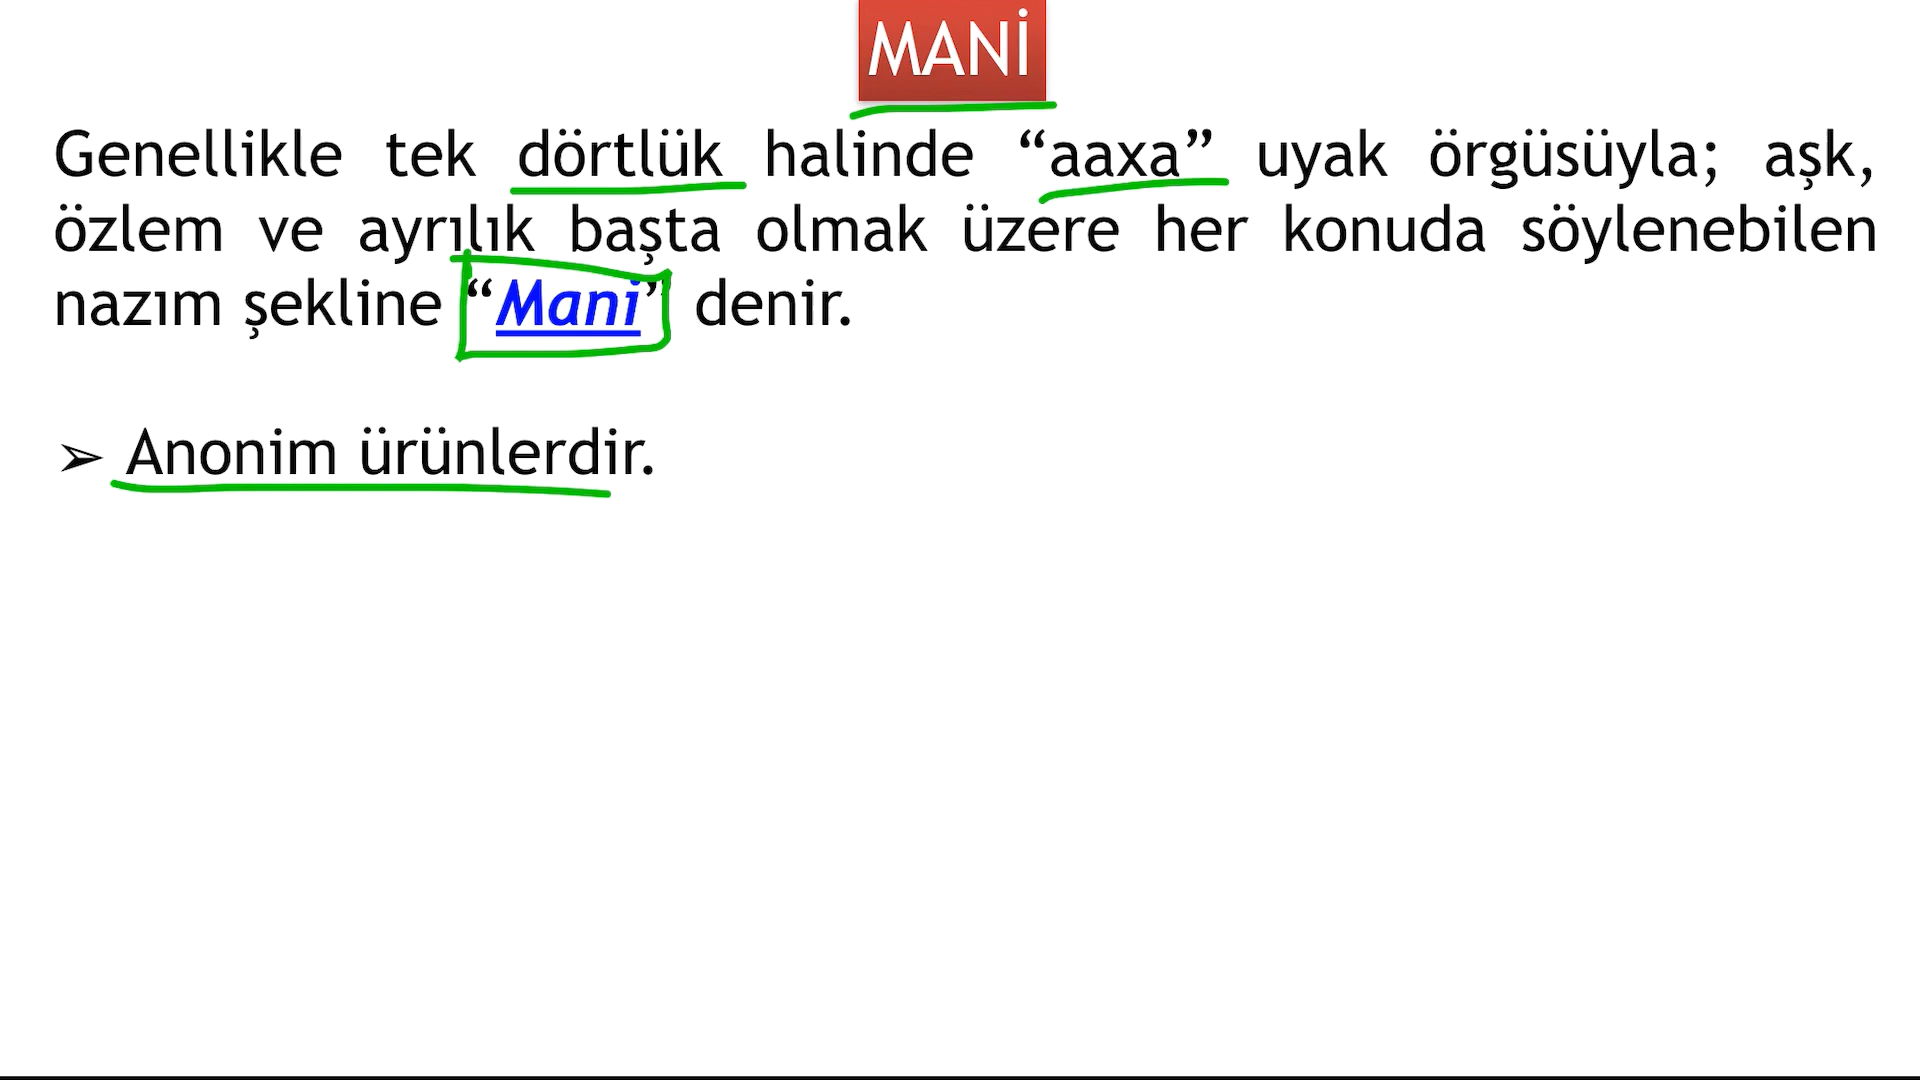 MANİ
Genellikle tek dörtlük halinde “aaxa” uyak örgüsüyla; aşk,
özlem ve ayrılık başta olmak üzere her konuda söylenebilen
nazım şekline “Mani” denir.
➢ Anonim ürünlerdir.